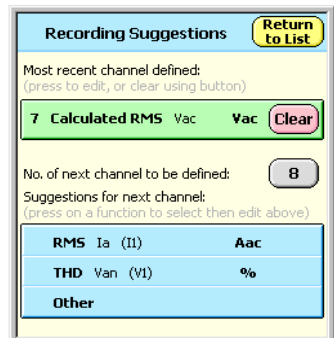 Recording Suggestions
Return
to List
Most recent channel defined:
(press to edit, or clear using button)
7 Calculated RMS Vac Vac Clear
No. of next channel to be defined: 8
Suggestions for next channel:
(press on a function to select then edit above)
RMS Ia (I1) Aac
THD Van (V1) %
Other